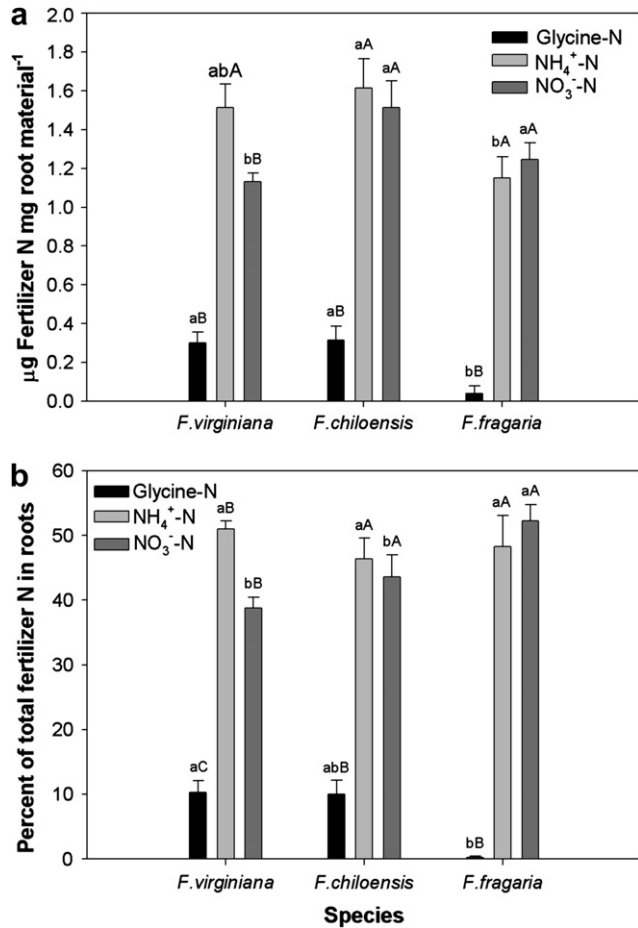 a
µg Fertilizer N mg root material⁻¹
2.0
1.8
1.6
1.4
1.2
1.0
0.8
0.6
0.4
0.2
0.0
Glycine-N
NH₄⁺-N
NO₃⁻-N
aB
abA
bB
aB
aA
aA
bB
bA
aA
F.virginiana F.chiloensis F.fragaria
b
Percent of total fertilizer N in roots
60
50
40
30
20
10
0
Glycine-N
NH₄⁺-N
NO₃⁻-N
aC
aB
bB
abB
aA
bA
bB
aA
aA
F.virginiana F.chiloensis F.fragaria
Species